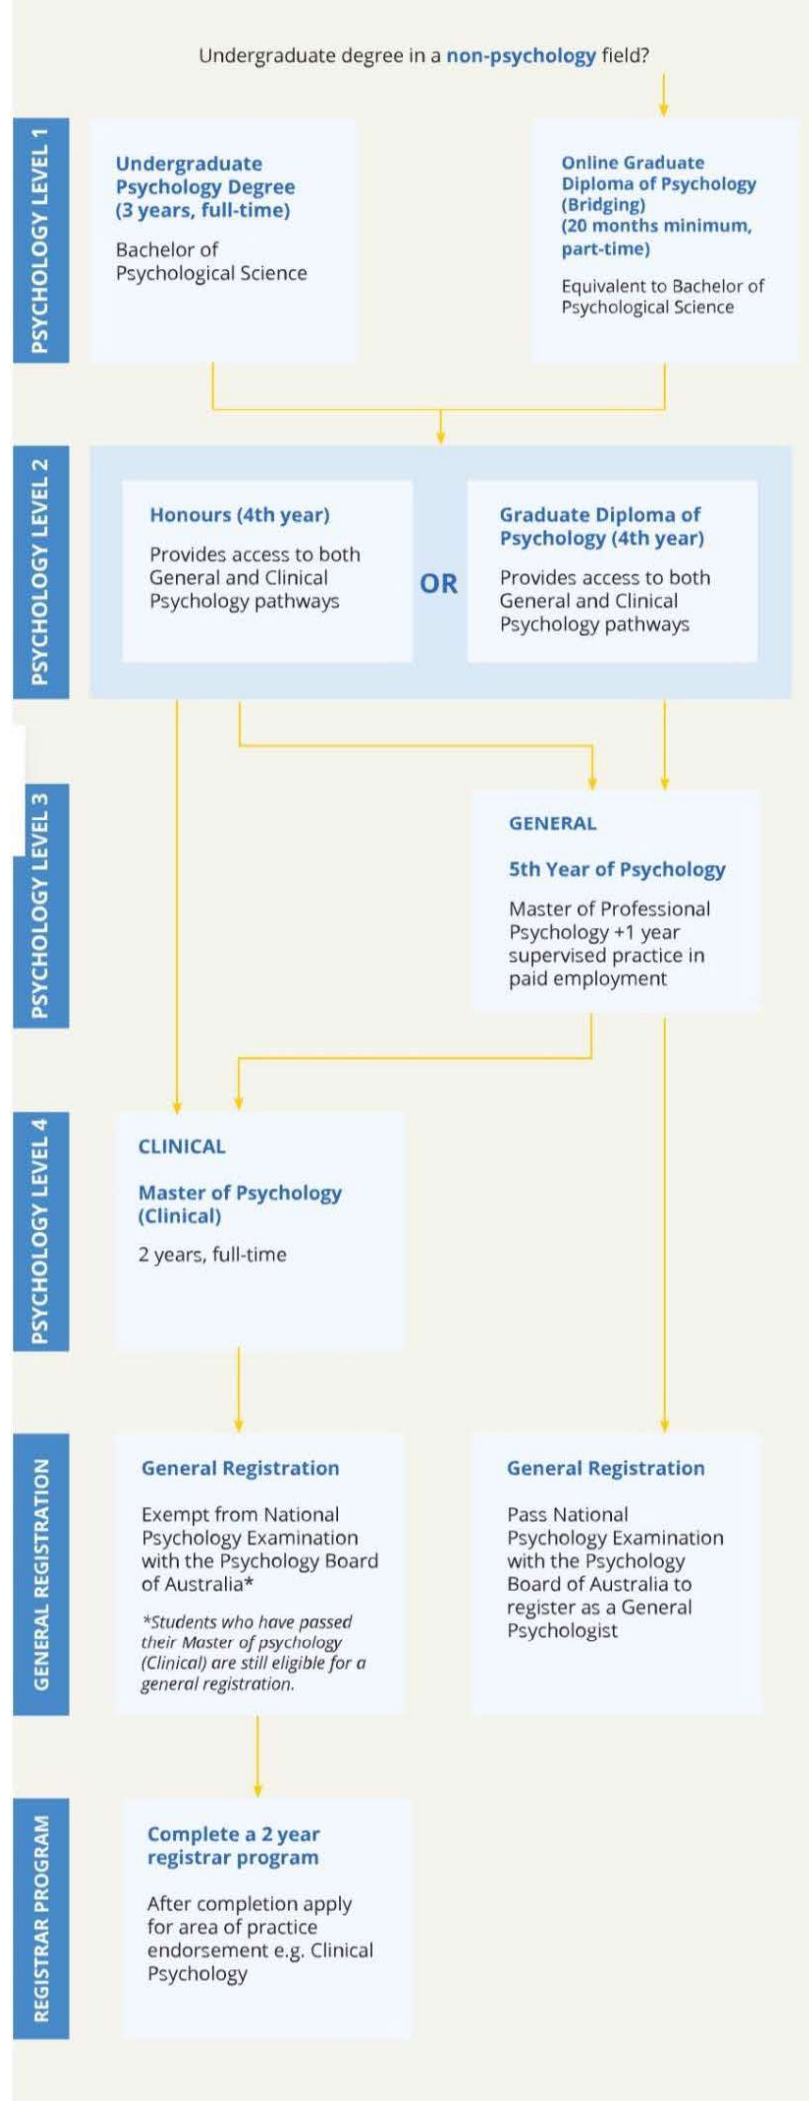 Undergraduate degree in a non-psychology field?
PSYCHOLOGY LEVEL 1
Undergraduate
Psychology Degree
(3 years, full-time)
Bachelor of
Psychological Science
Online Graduate
Diploma of Psychology
(Bridging)
(20 months minimum,
part-time)
Equivalent to Bachelor of
Psychological Science
PSYCHOLOGY LEVEL 2
Honours (4th year)
Provides access to both
General and Clinical
Psychology pathways
OR
Graduate Diploma of
Psychology (4th year)
Provides access to both
General and Clinical
Psychology pathways
PSYCHOLOGY LEVEL 3
GENERAL
5th Year of Psychology
Master of Professional
Psychology +1 year
supervised practice in
paid employment
PSYCHOLOGY LEVEL 4
CLINICAL
Master of Psychology
(Clinical)
2 years, full-time
GENERAL REGISTRATION
General Registration
Exempt from National
Psychology Examination
with the Psychology Board
of Australia*
*Students who have passed
their Master of psychology
(Clinical) are still eligible for a
general registration.
General Registration
Pass National
Psychology Examination
with the Psychology
Board of Australia to
register as a General
Psychologist
REGISTRAR PROGRAM
Complete a 2 year
registrar program
After completion apply
for area of practice
endorsement e.g. Clinical
Psychology